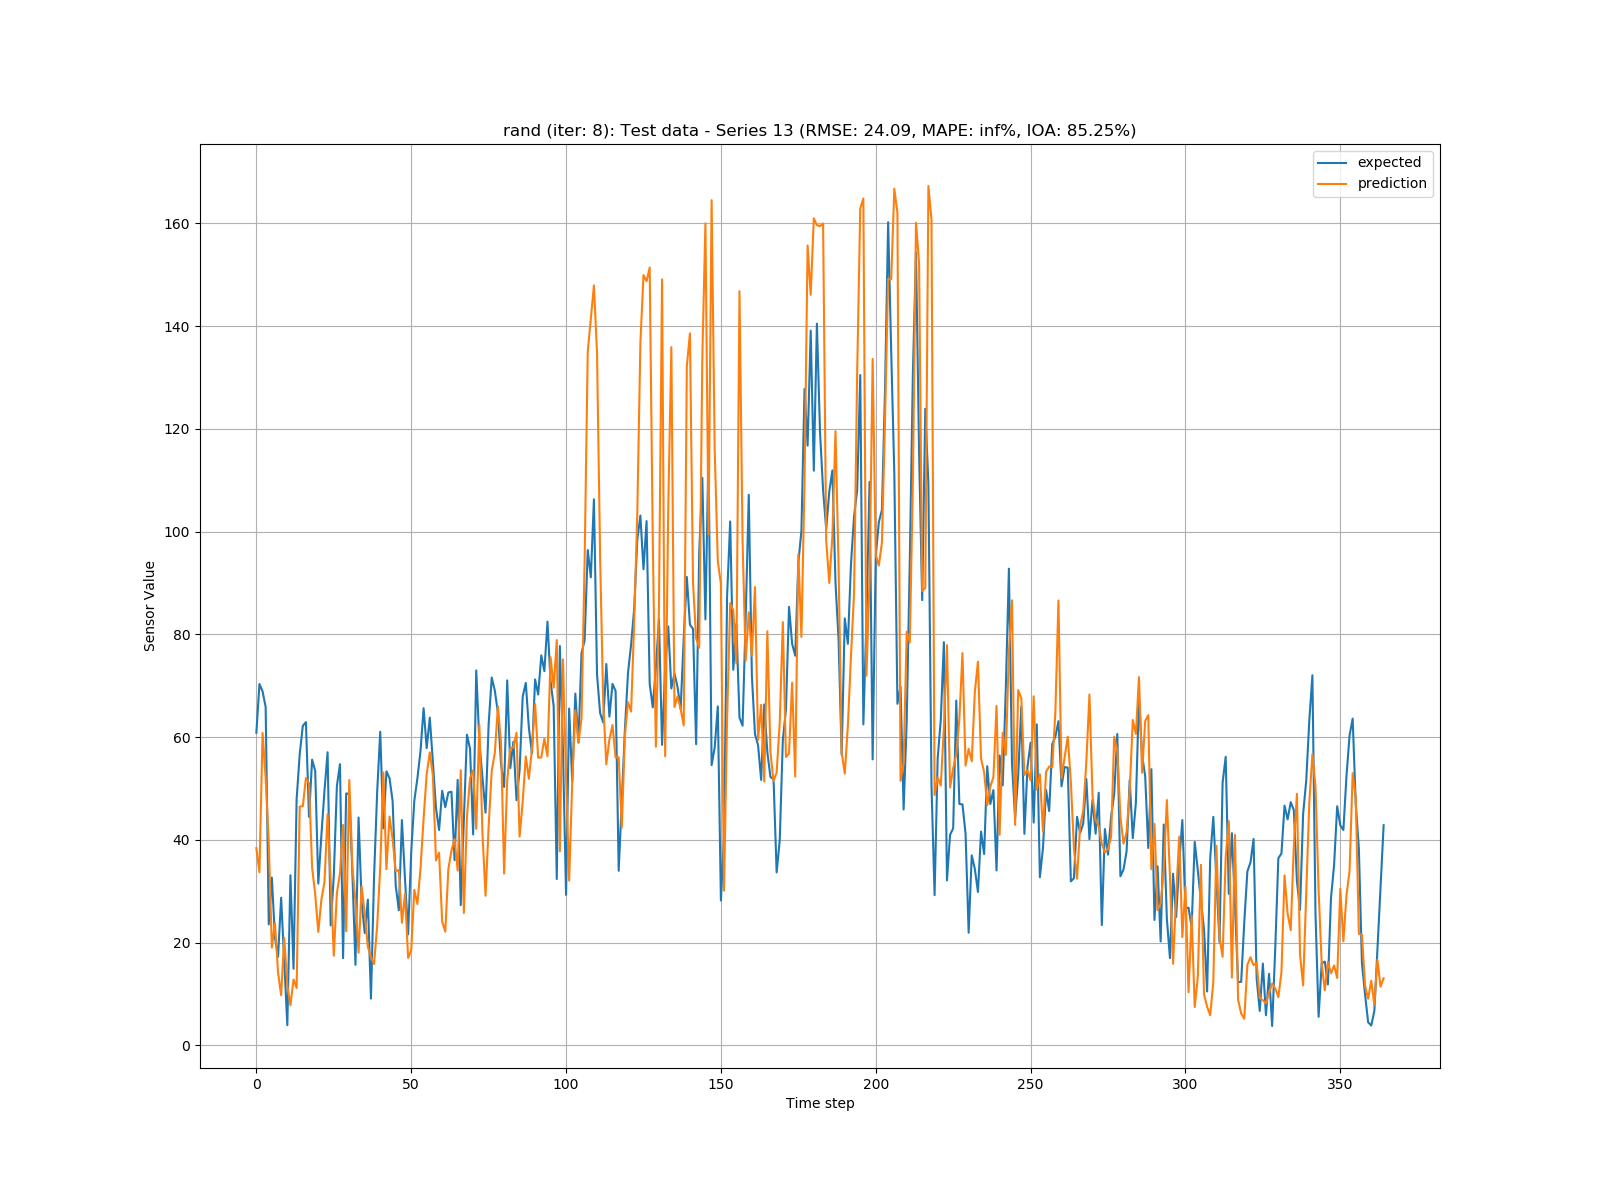 rand (iter: 8): Test data - Series 13 (RMSE: 24.09, MAPE: inf%, IOA: 85.25%)
expected
prediction
Sensor Value
160
140
120
100
80
60
40
20
0
0 50 100 150 200 250 300 350
Time step